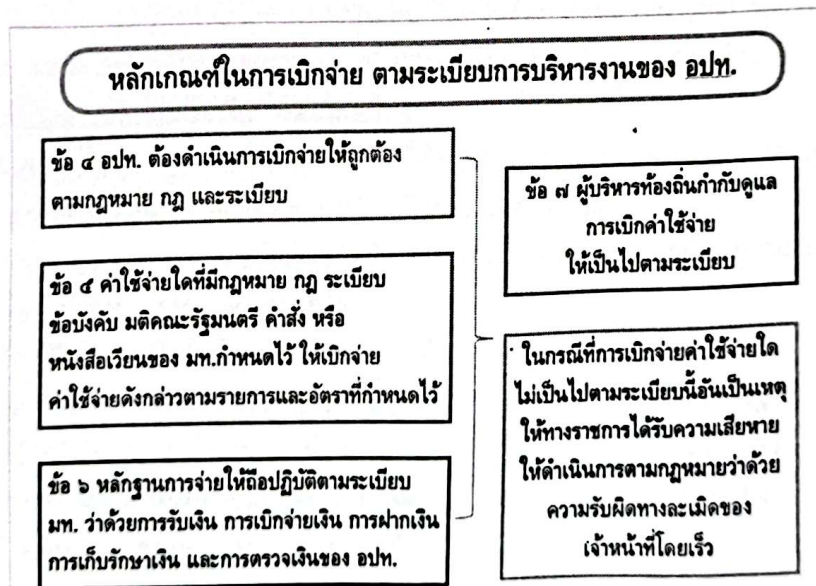 หลักเกณฑ์ในการเบิกจ่าย ตามระเบียบการบริหารงานของ อปท.
ข้อ ๔ อปท. ต้องดำเนินการเบิกจ่ายให้ถูกต้อง
ตามกฎหมาย กฎ และระเบียบ
ข้อ ๕ ค่าใช้จ่ายใดที่มีกฎหมาย กฎ ระเบียบ
ข้อบังคับ มติคณะรัฐมนตรี คำสั่ง หรือ
หนังสือเวียนของ มท.กำหนดไว้ ให้เบิกจ่าย
ค่าใช้จ่ายดังกล่าวตามรายการและอัตราที่กำหนดไว้
ข้อ ๖ หลักฐานการจ่ายให้ถือปฏิบัติตามระเบียบ
มท. ว่าด้วยการรับเงิน การเบิกจ่ายเงิน การฝากเงิน
การเก็บรักษาเงิน และการตรวจเงินของ อปท.
ข้อ ๗ ผู้บริหารท้องถิ่นกำกับดูแล
การเบิกค่าใช้จ่าย
ให้เป็นไปตามระเบียบ
ในกรณีที่การเบิกจ่ายค่าใช้จ่ายใด
ไม่เป็นไปตามระเบียบนี้อันเป็นเหตุ
ให้ทางราชการได้รับความเสียหาย
ให้ดำเนินการตามกฎหมายว่าด้วย
ความรับผิดทางละเมิดของ
เจ้าหน้าที่โดยเร็ว